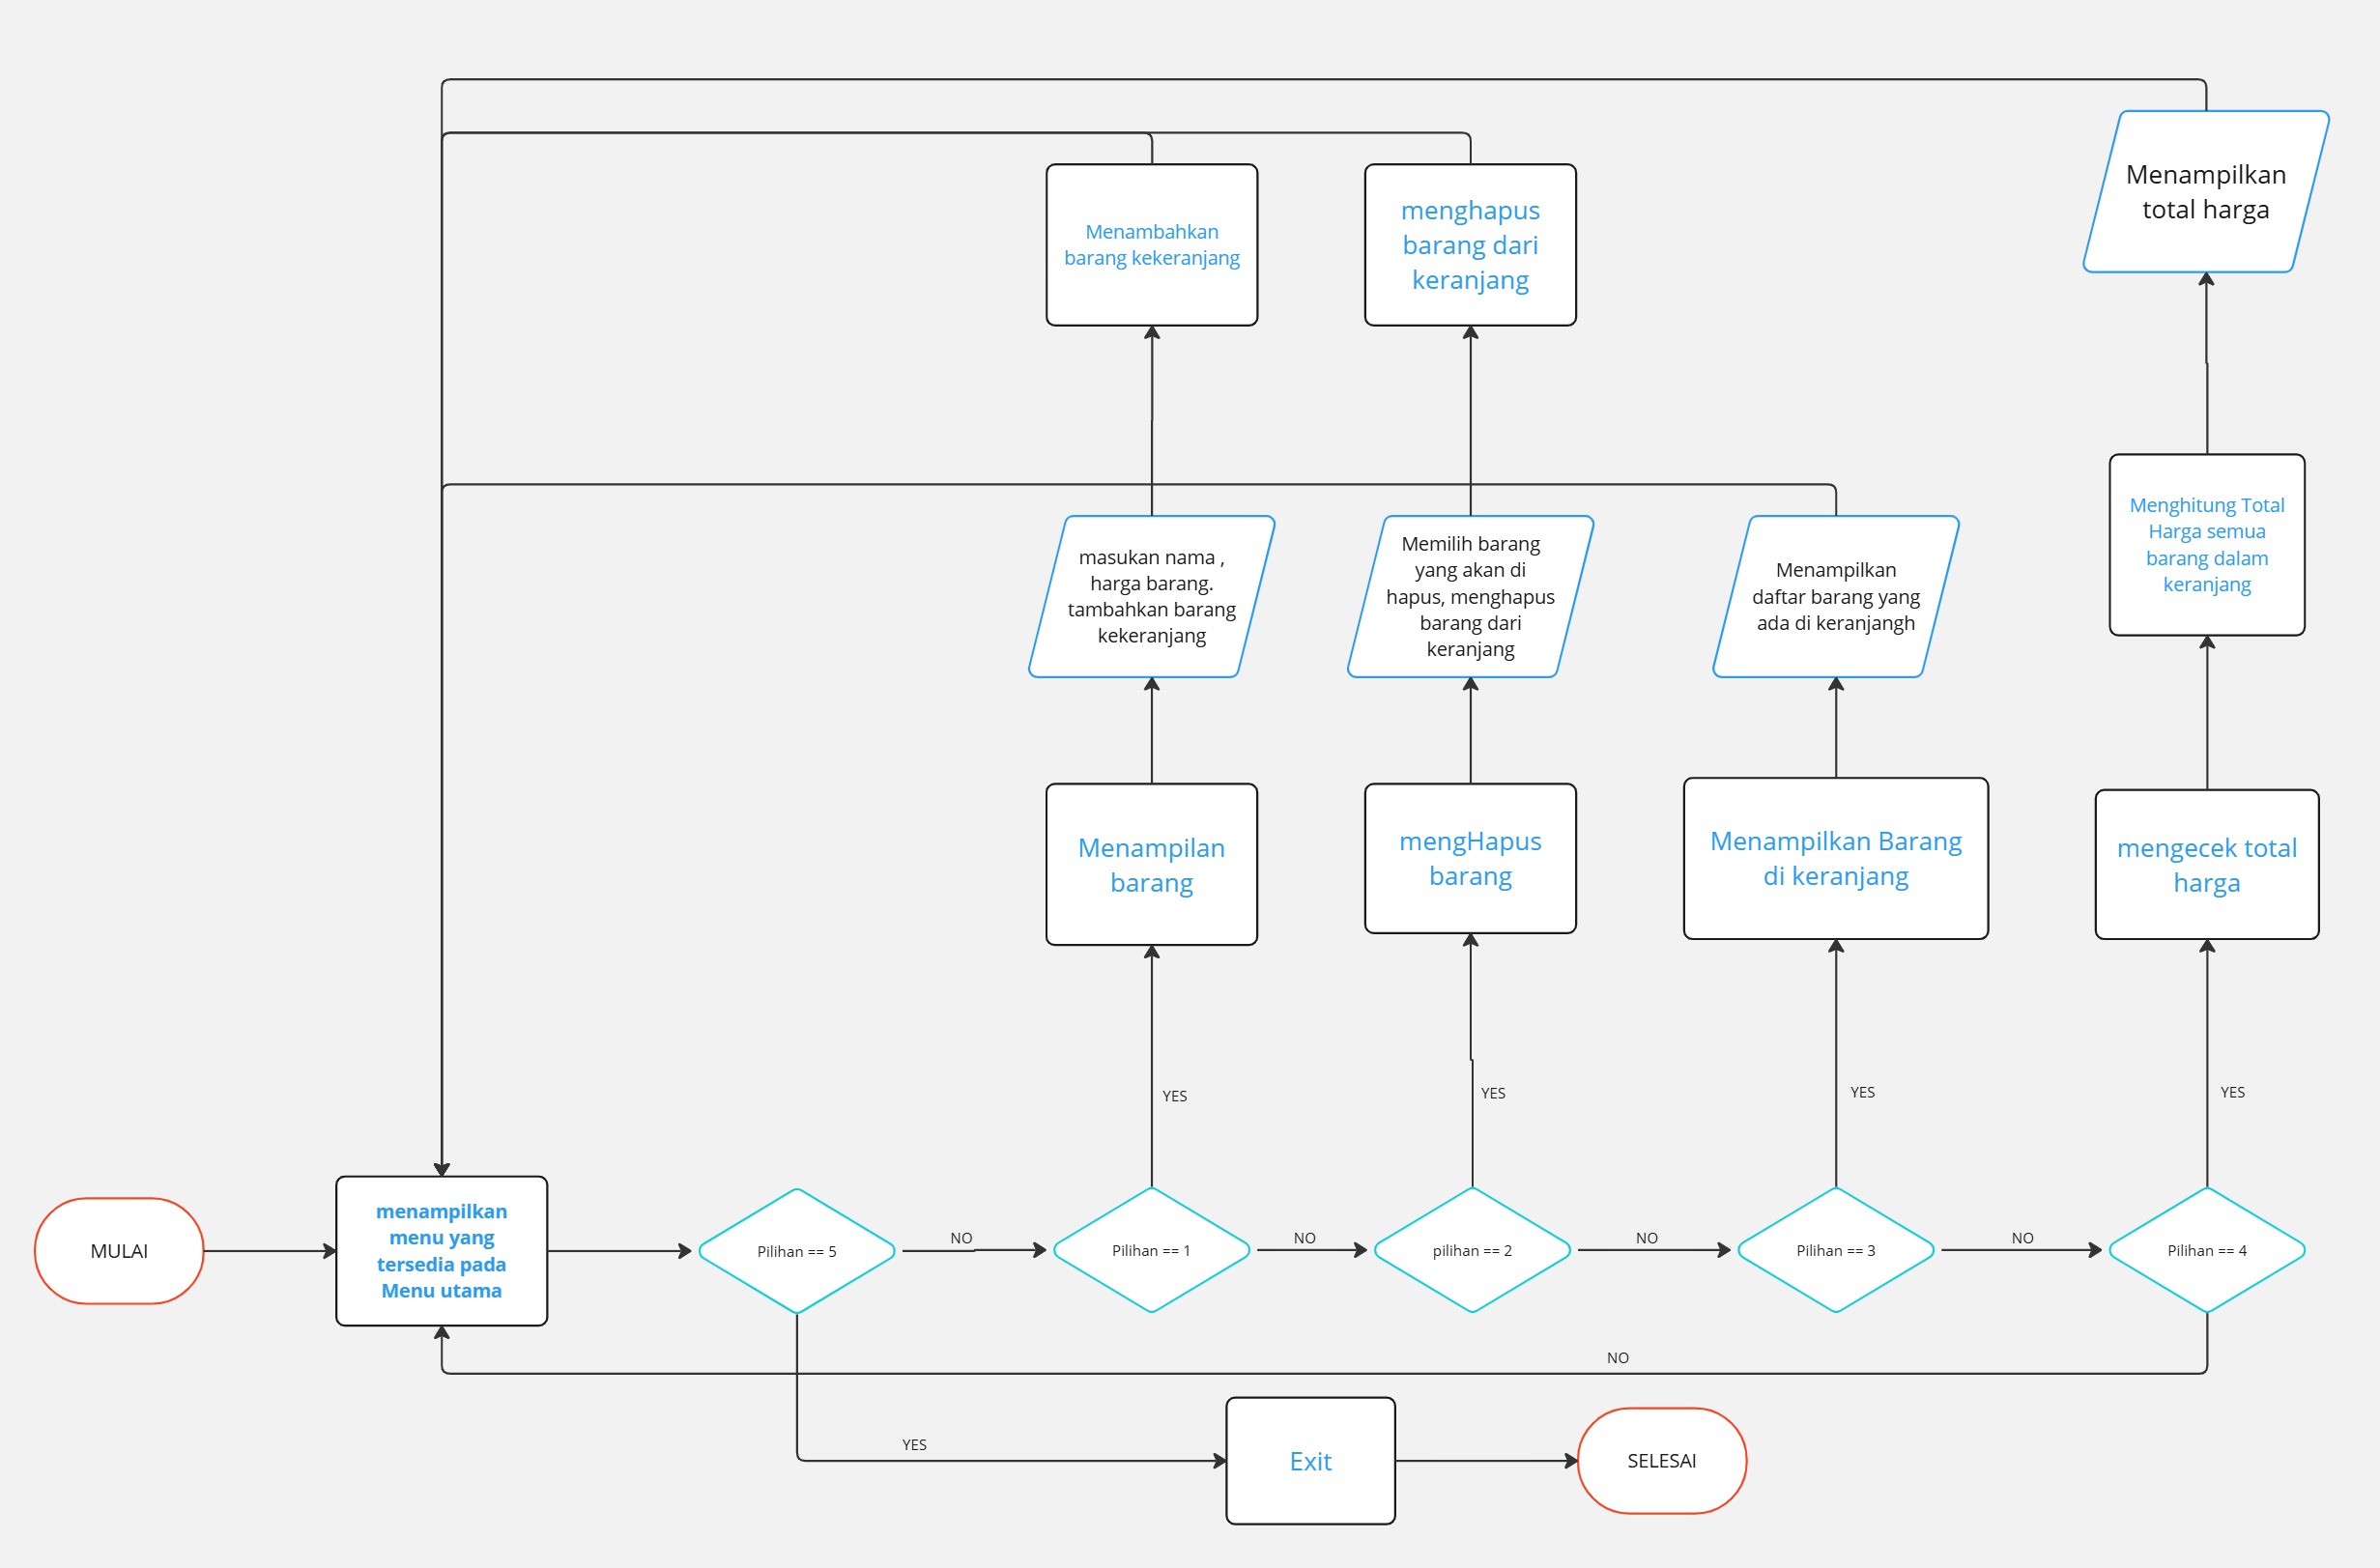 Menampilkan
total harga
Menambahkan
barang kekeranjang
menghapus
barang dari
keranjang
Menghitung Total
Harga semua
barang dalam
keranjang
masukan nama ,
harga barang.
tambahkan barang
kekeranjang
Memilih barang
yang akan di
hapus, menghapus
barang dari
keranjang
Menampilkan
daftar barang yang
ada di keranjangh
Menampilan
barang
mengHapus
barang
Menampilkan Barang
di keranjang
mengecek total
harga
YES
YES
YES
YES
MULAI
menampilkan
menu yang
tersedia pada
Menu utama
Pilihan == 5
NO
Pilihan == 1
NO
pilihan == 2
NO
Pilihan == 3
NO
Pilihan == 4
NO
YES
Exit
SELESAI